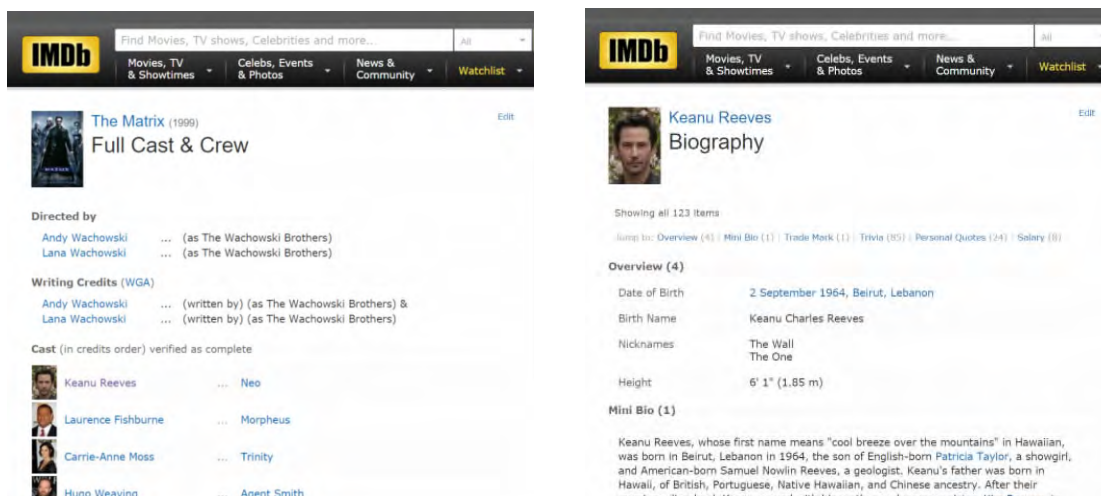 IMDb
Find Movies, TV shows, Celebrities and more...
All
Movies, TV
& Showtimes
Celebs, Events
& Photos
News &
Community
Watchlist
The Matrix (1999)
Edit
Full Cast & Crew
Directed by
Andy Wachowski ... (as The Wachowski Brothers)
Lana Wachowski ... (as The Wachowski Brothers)
Writing Credits (WGA)
Andy Wachowski ... (written by) (as The Wachowski Brothers) &
Lana Wachowski ... (written by) (as The Wachowski Brothers)
Cast (in credits order) verified as complete
Keanu Reeves ... Neo
Laurence Fishburne ... Morpheus
Carrie-Anne Moss ... Trinity
Hugo Weaving ... Agent Smith
IMDb
Find Movies, TV shows, Celebrities and more...
All
Movies, TV
& Showtimes
Celebs, Events
& Photos
News &
Community
Watchlist
Keanu Reeves
Edit
Biography
Showing all 123 items
Jump to: Overview (4) | Mini Bio (1) | Trade Mark (1) | Trivia (85) | Personal Quotes (24) | Salary (8)
Overview (4)
Date of Birth 2 September 1964, Beirut, Lebanon
Birth Name Keanu Charles Reeves
Nicknames The Wall
The One
Height 6' 1" (1.85 m)
Mini Bio (1)
Keanu Reeves, whose first name means "cool breeze over the mountains" in Hawaiian,
was born in Beirut, Lebanon in 1964, the son of English-born Patricia Taylor, a showgirl,
and American-born Samuel Nowlin Reeves, a geologist. Keanu's father was born in
Hawaii, of British, Portuguese, Native Hawaiian, and Chinese ancestry. After their